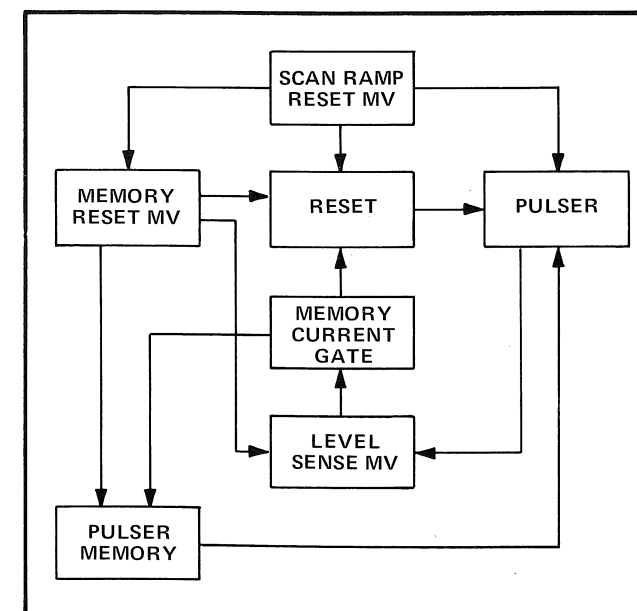 SCAN RAMP
RESET MV
MEMORY
RESET MV
RESET
PULSER
MEMORY
CURRENT
GATE
LEVEL
SENSE MV
PULSER
MEMORY